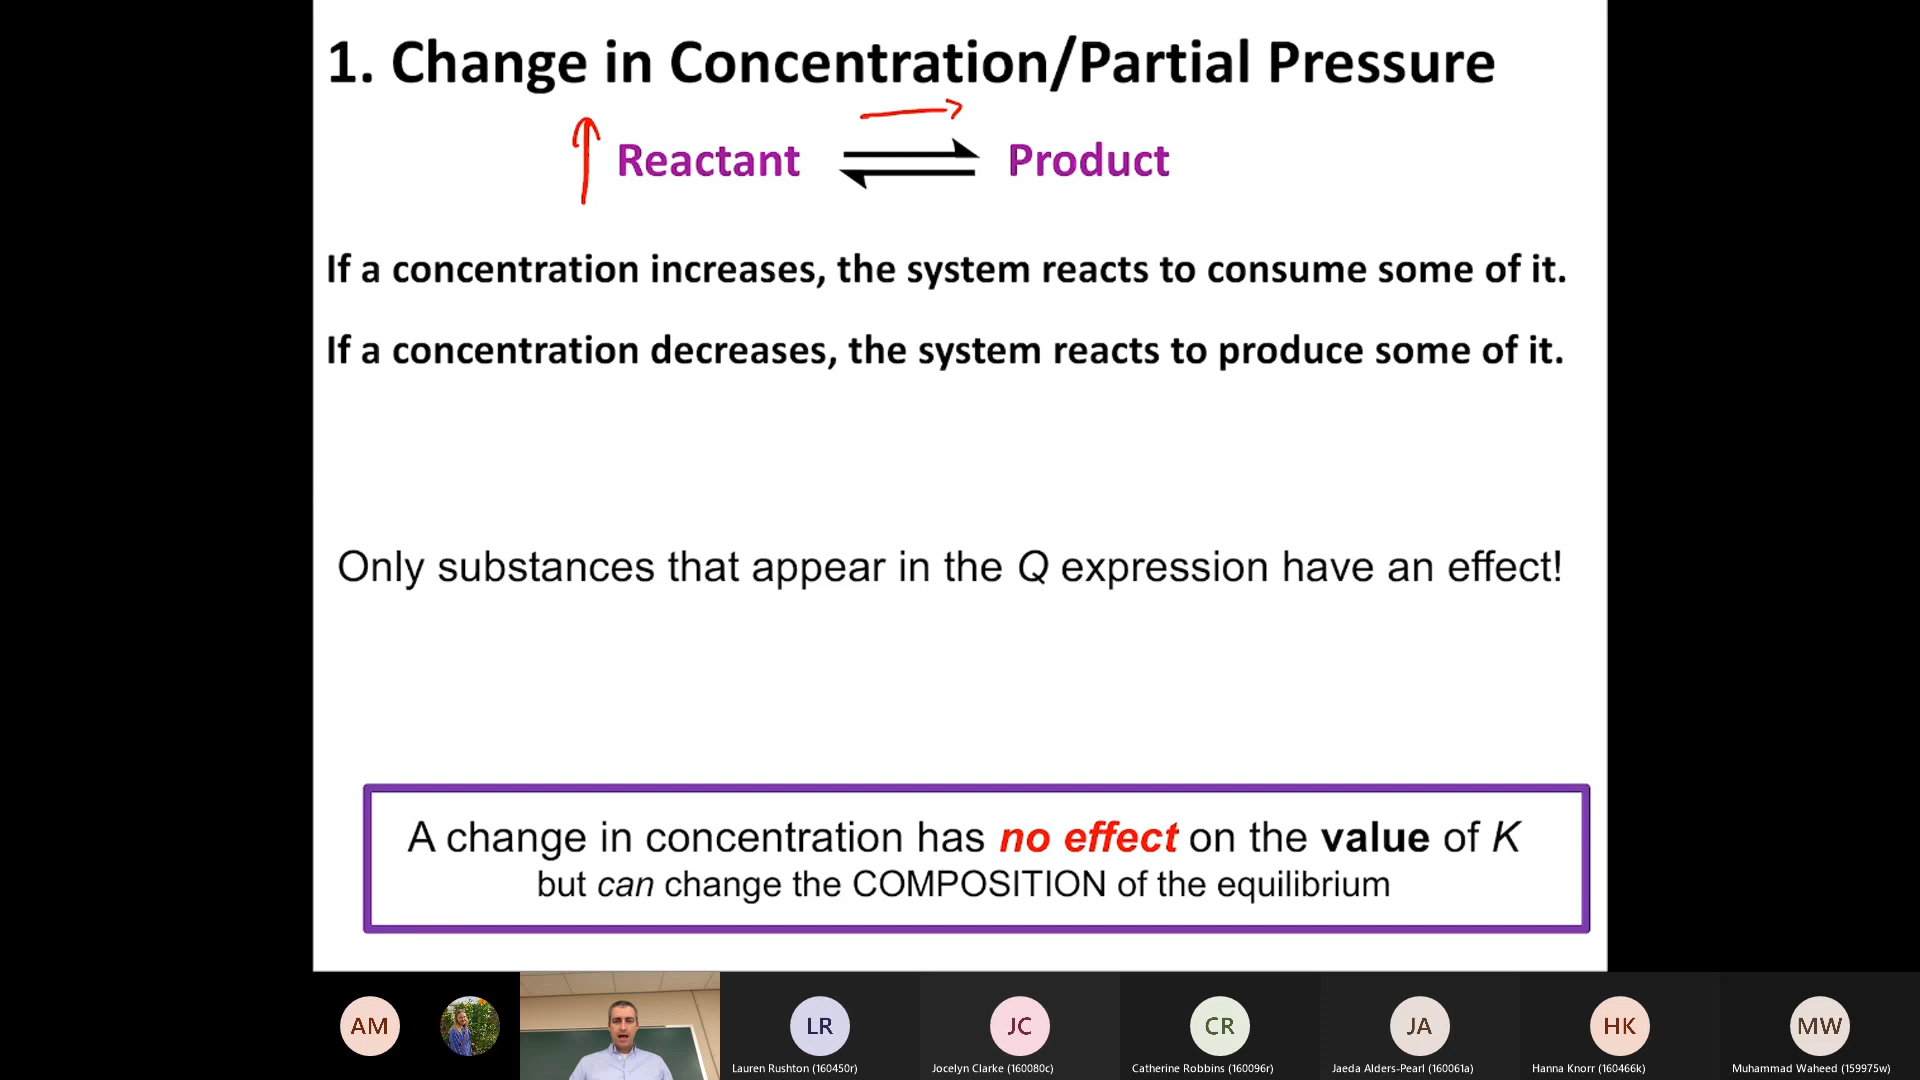 1. Change in Concentration/Partial Pressure
Reactant ⇌ Product
If a concentration increases, the system reacts to consume some of it.
If a concentration decreases, the system reacts to produce some of it.
Only substances that appear in the Q expression have an effect!
A change in concentration has no effect on the value of K
but can change the COMPOSITION of the equilibrium
AM
LR
JC
CR
JA
HK
MW
Lauren Rushton (160450r)
Jocelyn Clarke (160080c)
Catherine Robbins (160096r)
Jaeda Alders-Pearl (160061a)
Hanna Knorr (160466k)
Muhammad Waheed (159975w)